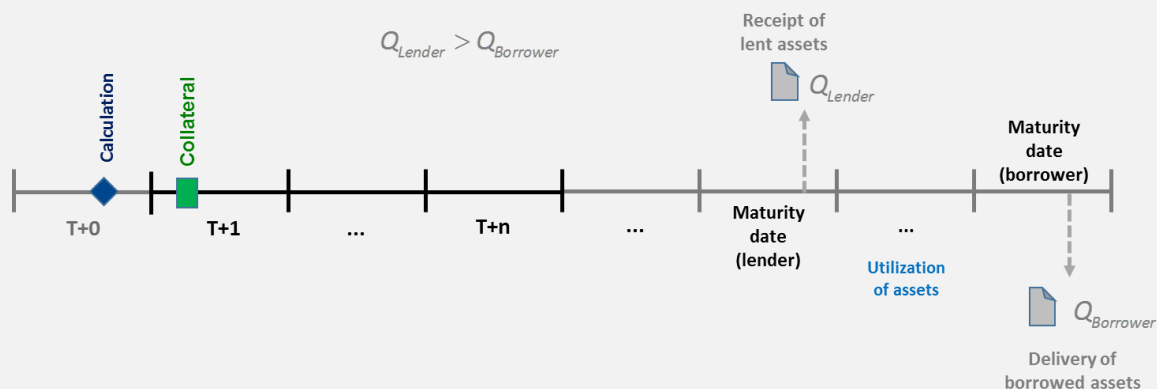 Receipt of
lent assets
Q_Lender > Q_Borrower
Q_Lender
Calculation
Collateral
Maturity
date
(borrower)
T+0
T+1
...
T+n
...
Maturity
date
(lender)
...
Utilization
of assets
Q_Borrower
Delivery of
borrowed assets